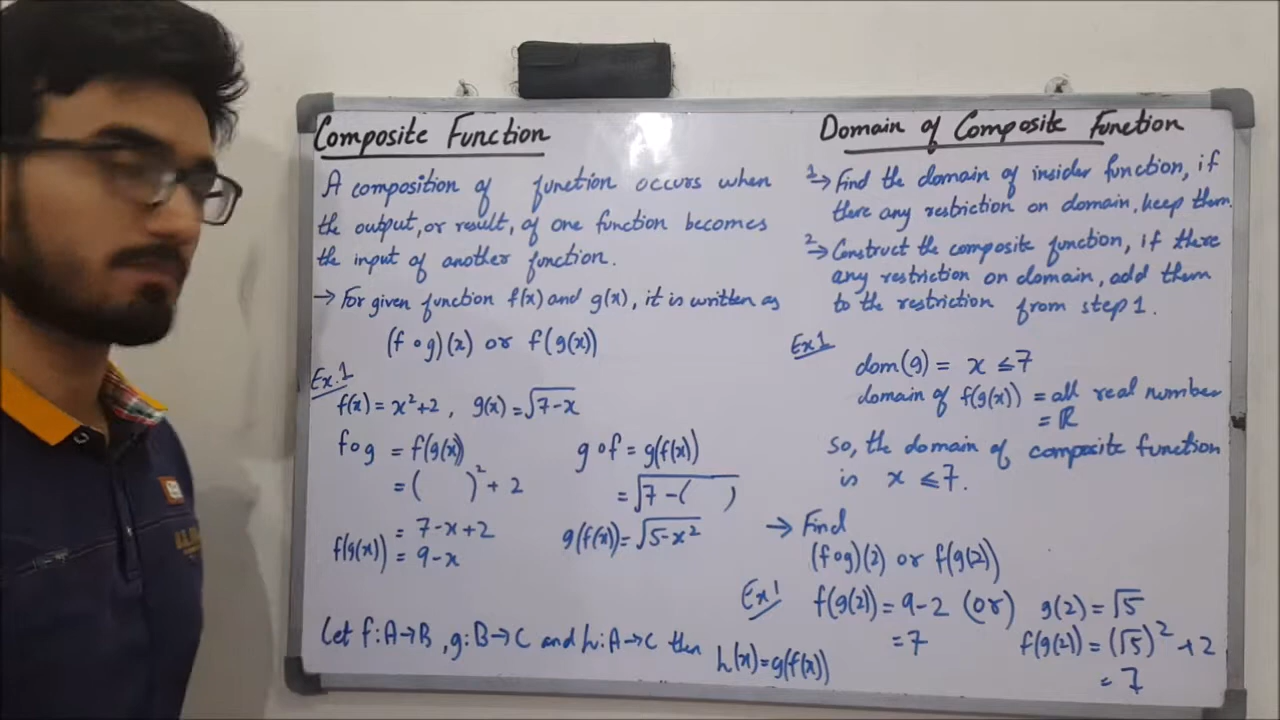 Composite Function
A composition of function occurs when
the output, or result, of one function becomes
the input of another function.
→ For given function f(x) and g(x), it is written as
(f∘g)(x) or f(g(x))
Ex.1
f(x) = x²+2, g(x) = √(7-x)
f∘g = f(g(x))
= ( )² + 2
f(g(x)) = 7-x+2
= 9-x
g∘f = g(f(x))
= √(7-( ))
g(f(x)) = √(5-x²)
Let f: A→B, g: B→C and h: A→C then
h(x) = g(f(x))
Domain of Composite Function
1→ Find the domain of insider function, if
there any restriction on domain, keep them.
2→ Construct the composite function, if there
any restriction on domain, add them
to the restriction from step 1.
Ex1
dom(g) = x ≤ 7
domain of f(g(x)) = all real number
= ℝ
so, the domain of composite function
is x ≤ 7.
→ Find
(f∘g)(2) or f(g(2))
Ex1
f(g(2)) = 9-2 (or)
= 7
g(2) = √5
f(g(2)) = (√5)² + 2
= 7